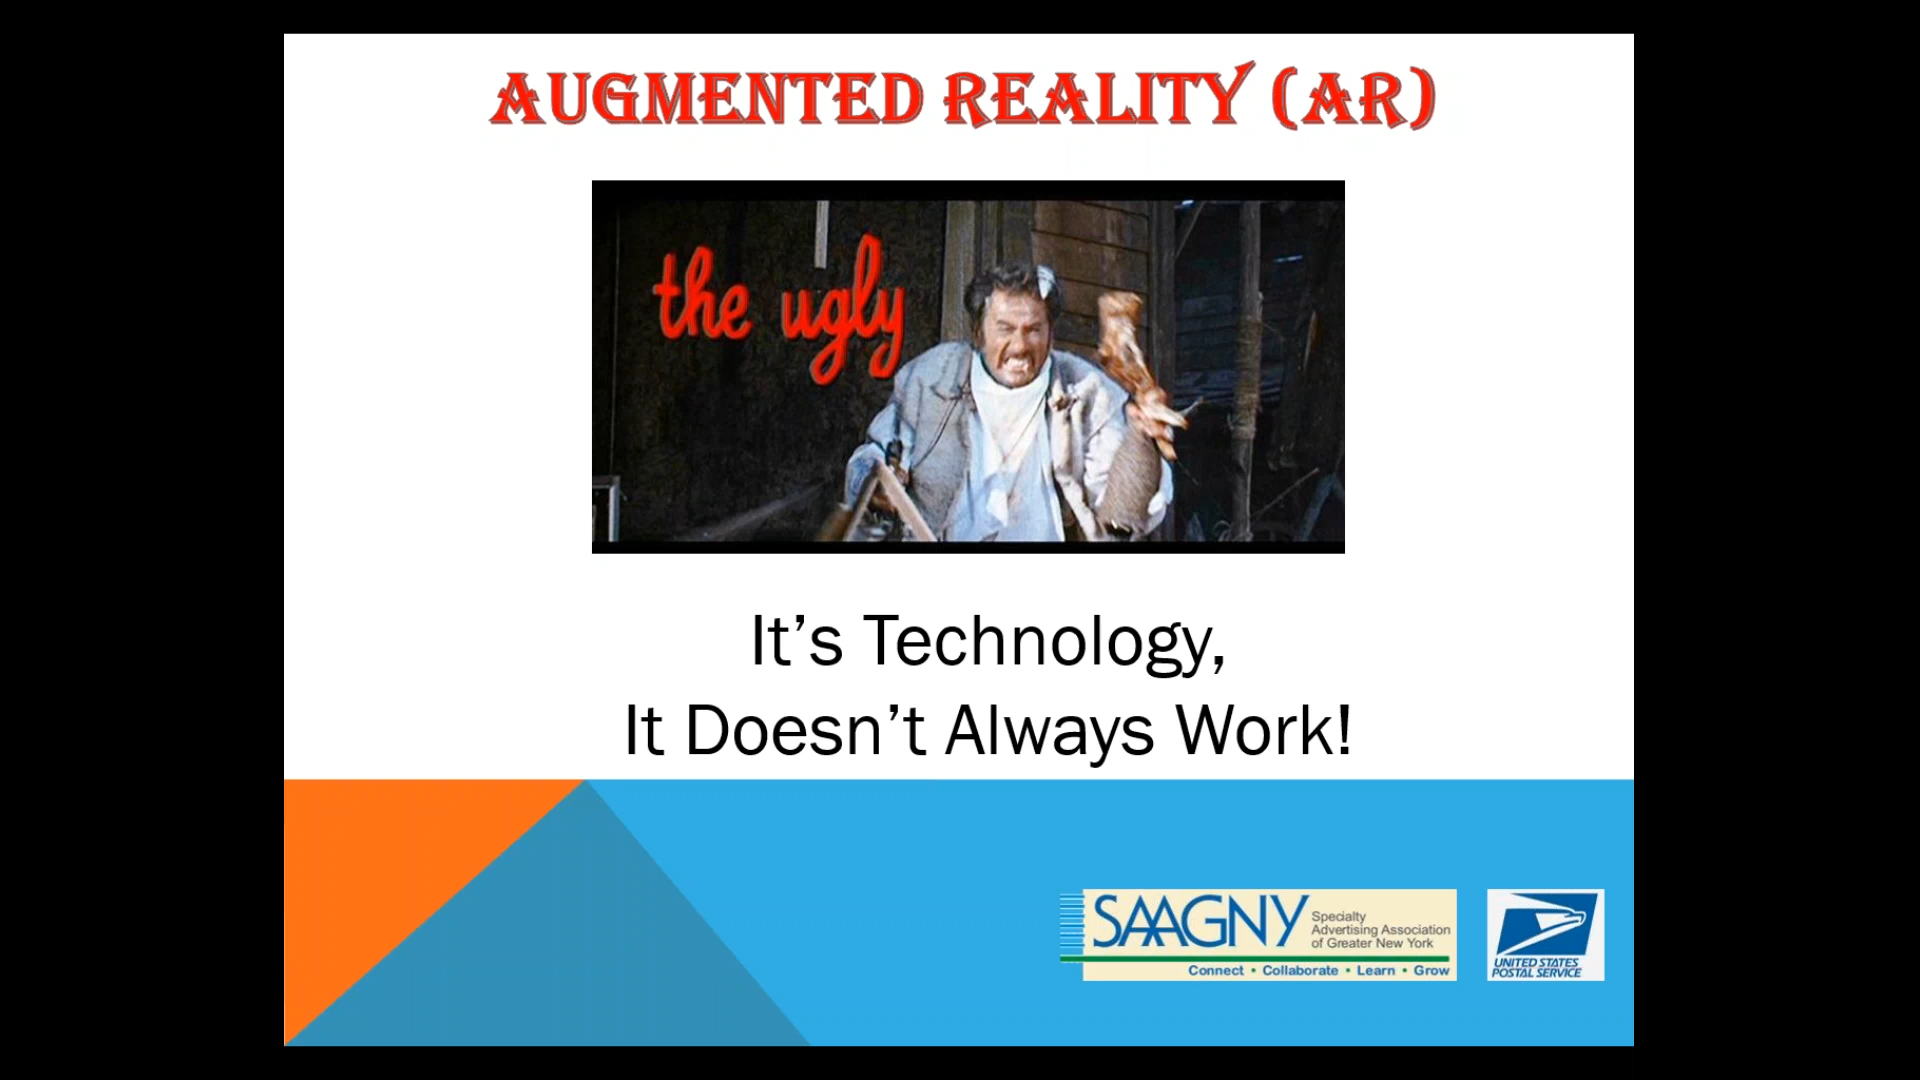 AUGMENTED REALITY (AR)
the ugly
It's Technology,
It Doesn't Always Work!
SAAGNY
Specialty
Advertising Association
of Greater New York
Connect • Collaborate • Learn • Grow
UNITED STATES
POSTAL SERVICE